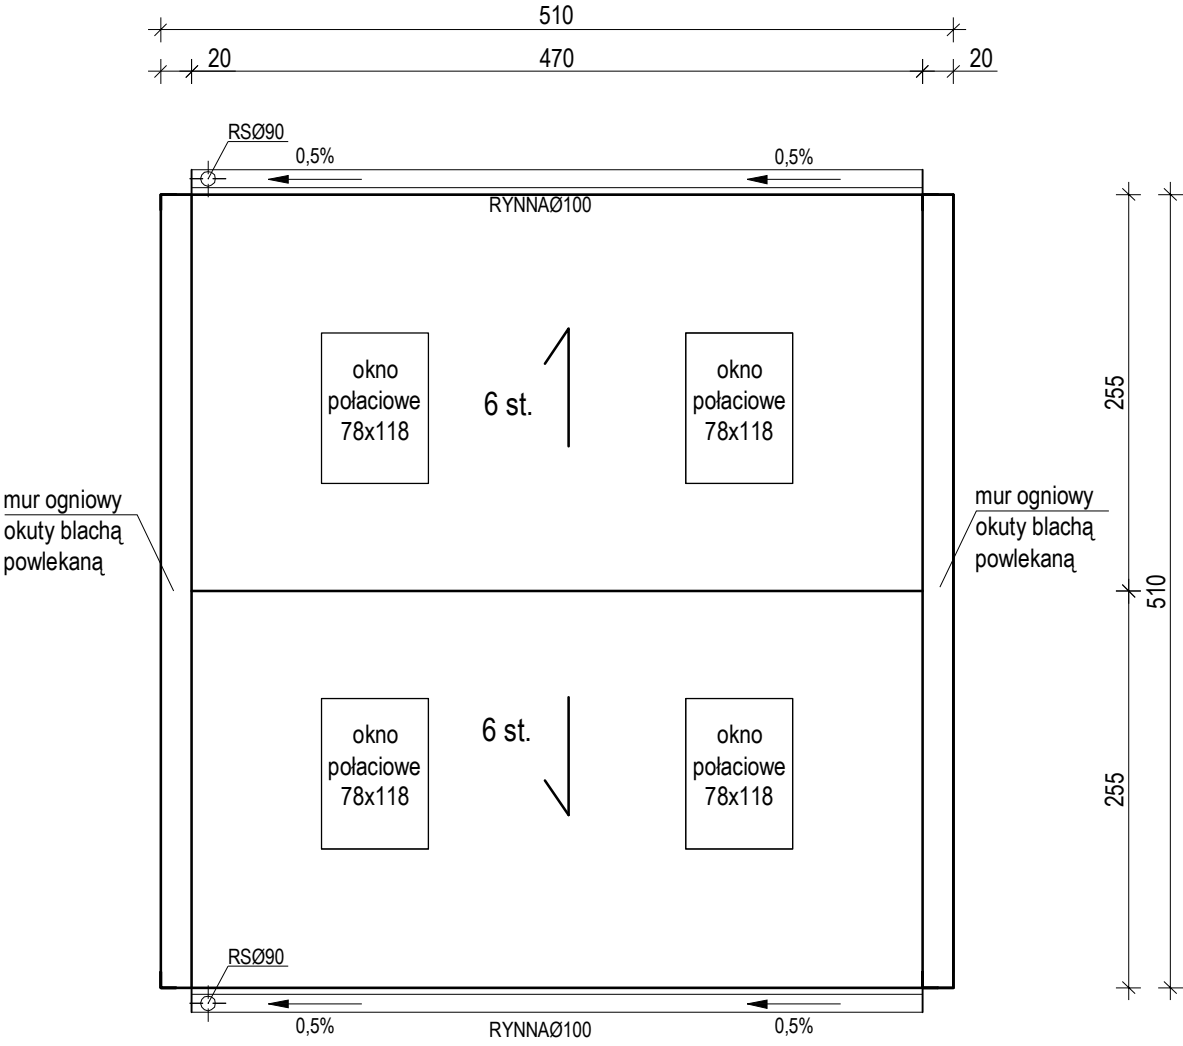 510
20
470
20
RSØ90
0,5%
0,5%
RYNNAØ100
okno
połaciowe
78x118
6 st.
okno
połaciowe
78x118
255
mur ogniowy
okuty blachą
powlekaną
mur ogniowy
okuty blachą
powlekaną
510
okno
połaciowe
78x118
6 st.
okno
połaciowe
78x118
255
RSØ90
0,5%
RYNNAØ100
0,5%